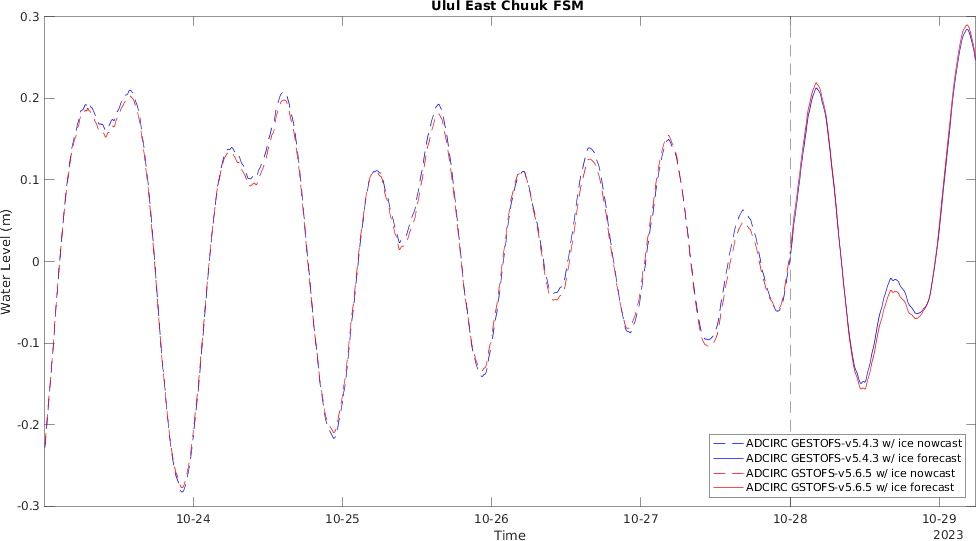 Ulul East Chuuk FSM
0.3
0.2
0.1
0
-0.1
-0.2
-0.3
Water Level (m)
ADCIRC GESTOFS-v5.4.3 w/ ice nowcast
ADCIRC GESTOFS-v5.4.3 w/ ice forecast
ADCIRC GSTOFS-v5.6.5 w/ ice nowcast
ADCIRC GSTOFS-v5.6.5 w/ ice forecast
10-24 10-25 10-26 10-27 10-28 10-29
Time
2023